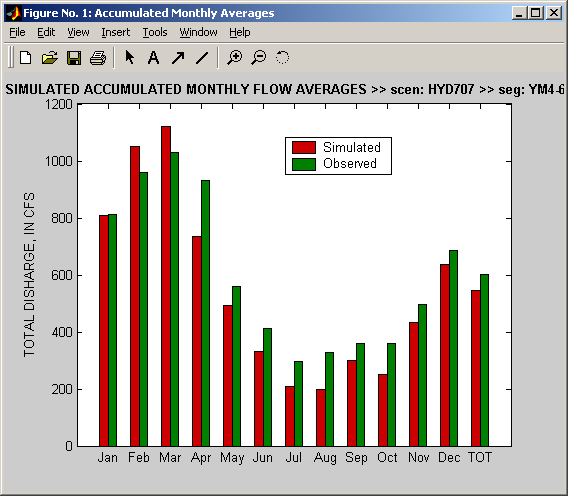 Figure No. 1: Accumulated Monthly Averages
File Edit View Insert Tools Window Help
A
SIMULATED ACCUMULATED MONTHLY FLOW AVERAGES >> scen: HYD707 >> seg: YM4-6
1200
1000
800
600
400
200
0
TOTAL DISHARGE, IN CFS
Simulated
Observed
Jan Feb Mar Apr May Jun Jul Aug Sep Oct Nov Dec TOT